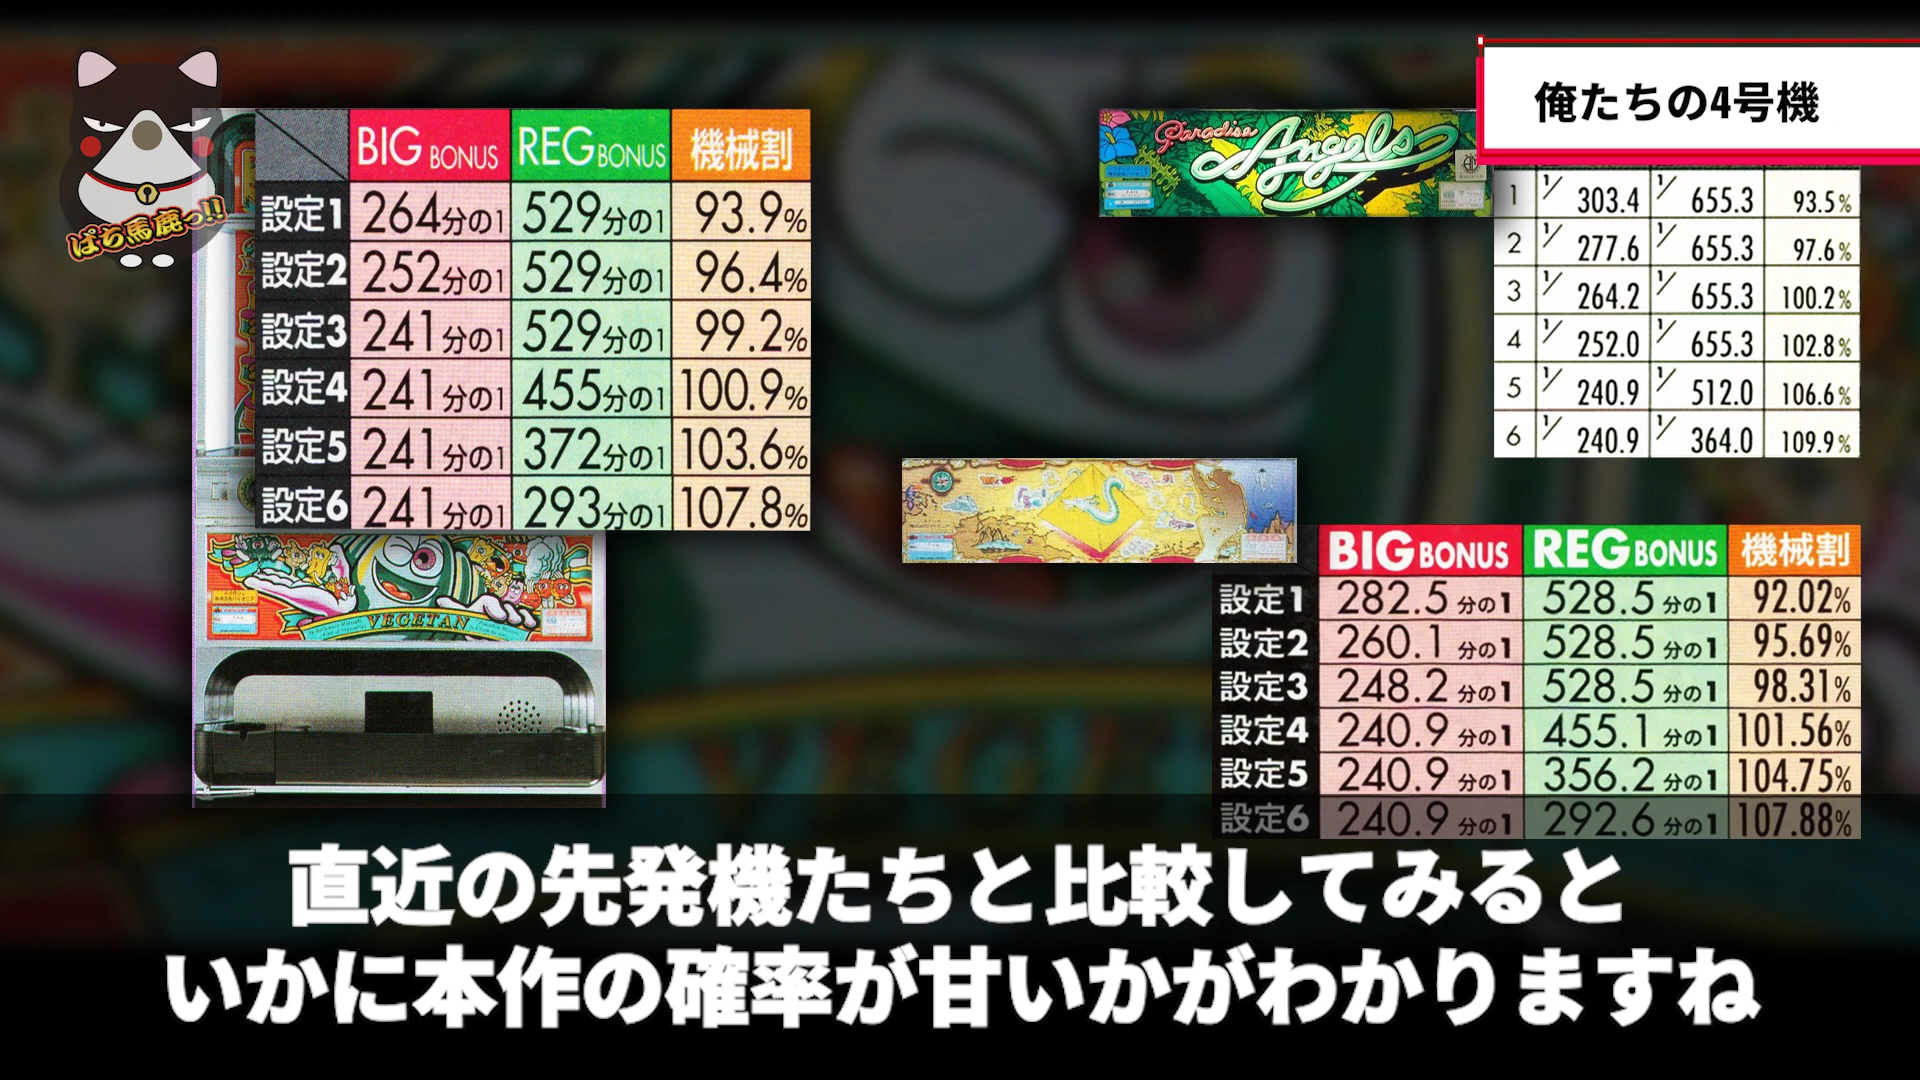 俺たちの4号機
ぱち馬鹿っ!!
BIG BONUS REG BONUS 機械割
設定1 264分の1 529分の1 93.9%
設定2 252分の1 529分の1 96.4%
設定3 241分の1 529分の1 99.2%
設定4 241分の1 455分の1 100.9%
設定5 241分の1 372分の1 103.6%
設定6 241分の1 293分の1 107.8%
VEGETAN
Paradise Angels
1 1/303.4 1/655.3 93.5%
2 1/277.6 1/655.3 97.6%
3 1/264.2 1/655.3 100.2%
4 1/252.0 1/655.3 102.8%
5 1/240.9 1/512.0 106.6%
6 1/240.9 1/364.0 109.9%
BIG BONUS REG BONUS 機械割
設定1 282.5分の1 528.5分の1 92.02%
設定2 260.1分の1 528.5分の1 95.69%
設定3 248.2分の1 528.5分の1 98.31%
設定4 240.9分の1 455.1分の1 101.56%
設定5 240.9分の1 356.2分の1 104.75%
設定6 240.9分の1 292.6分の1 107.88%
直近の先発機たちと比較してみると
いかに本作の確率が甘いかがわかりますね